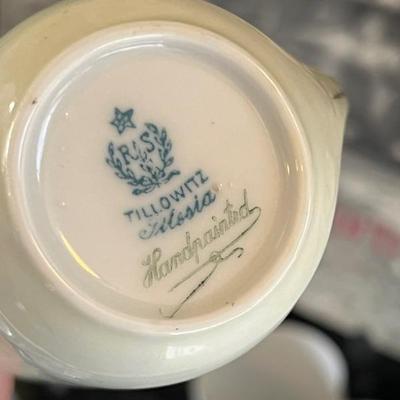 R.S.
TILLOWITZ
Silesia
Handpainted